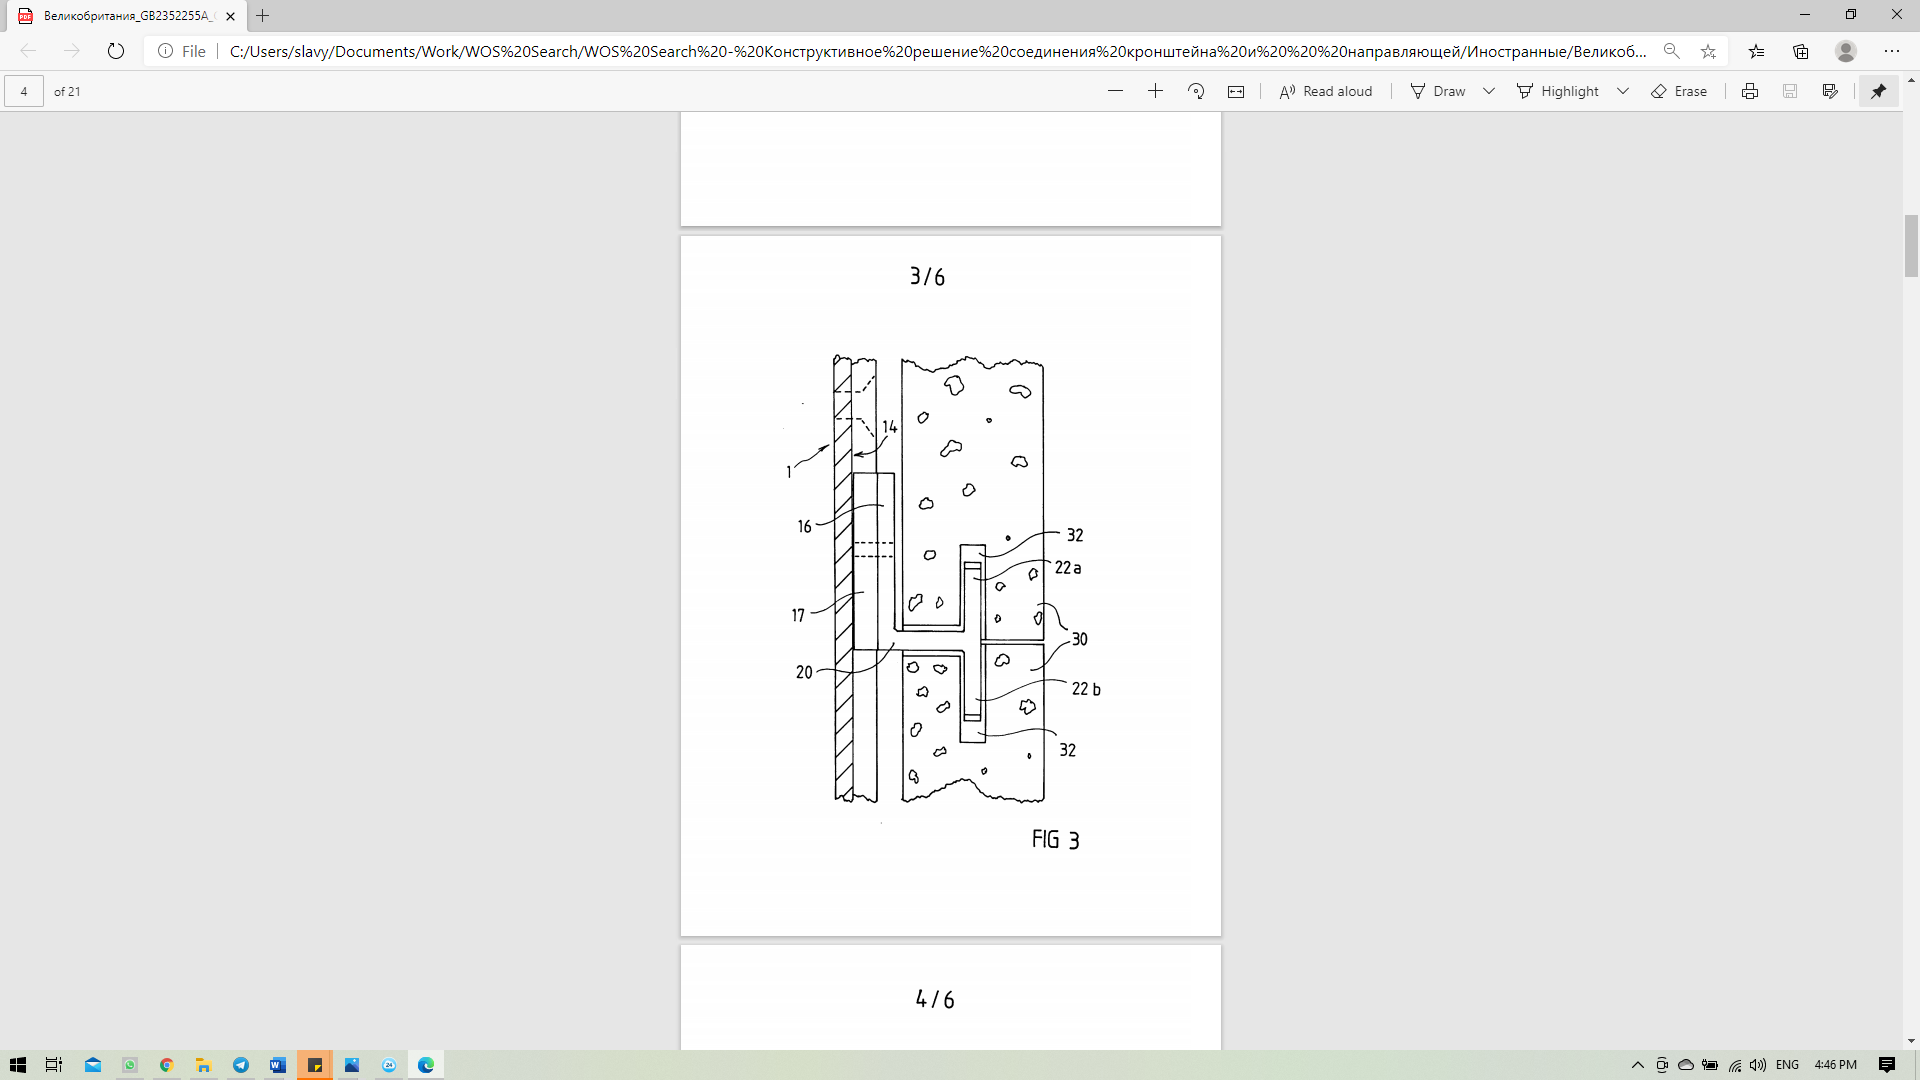 Великобритания_GB2352255A_
File
C:/Users/slavy/Documents/Work/WOS%20Search/WOS%20Search%20-%20Конструктивное%20решение%20соединения%20кронштейна%20и%20%20%20направляющей/Иностранные/Великоб...
4 of 21
Read aloud
Draw
Highlight
Erase
3/6
14
1
16
32
22a
17
30
20
22b
32
FIG 3
4/6
ENG
4:46 PM